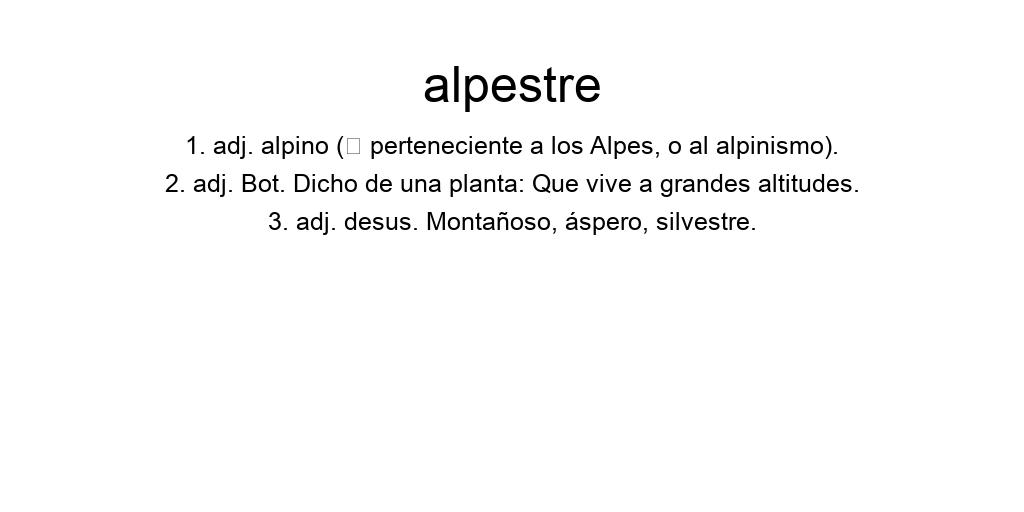 alpestre
1. adj. alpino (□ perteneciente a los Alpes, o al alpinismo).
2. adj. Bot. Dicho de una planta: Que vive a grandes altitudes.
3. adj. desus. Montañoso, áspero, silvestre.